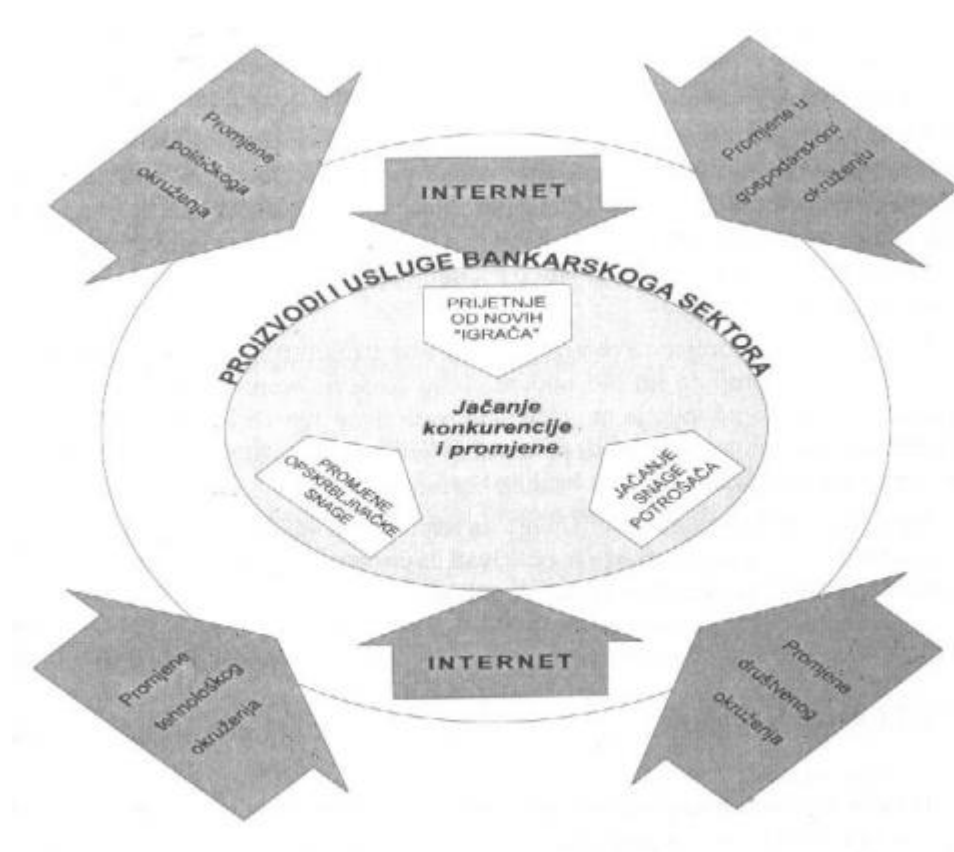 Promjene
političkoga
okruženja
Promjene u
gospodarskom
okruženju
INTERNET
PROIZVODI I USLUGE BANKARSKOGA SEKTORA
PRIJETNJE
OD NOVIH
"IGRAČA"
Jačanje
konkurencije
i promjene
PROMJENE
OPSKRBLJIVAČKE
SNAGE
JAČANJE
SNAGE
POTROŠAČA
INTERNET
Promjene
tehnološkog
okruženja
Promjene
društvenog
okruženja